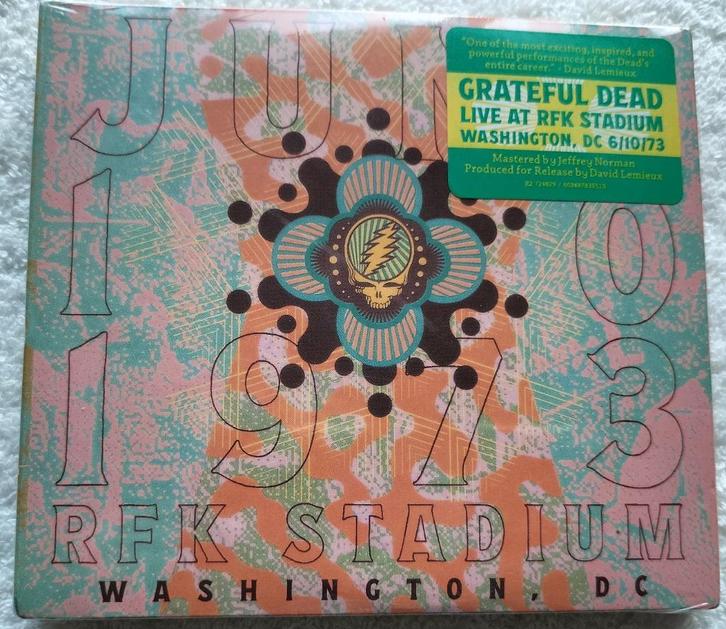 JUN
10
1973
RFK STADIUM
WASHINGTON, DC
"One of the most exciting, inspired, and
powerful performances of the Dead's
entire career." - David Lemieux
GRATEFUL DEAD
LIVE AT RFK STADIUM
WASHINGTON, DC 6/10/73
Mastered by Jeffrey Norman
Produced for Release by David Lemieux